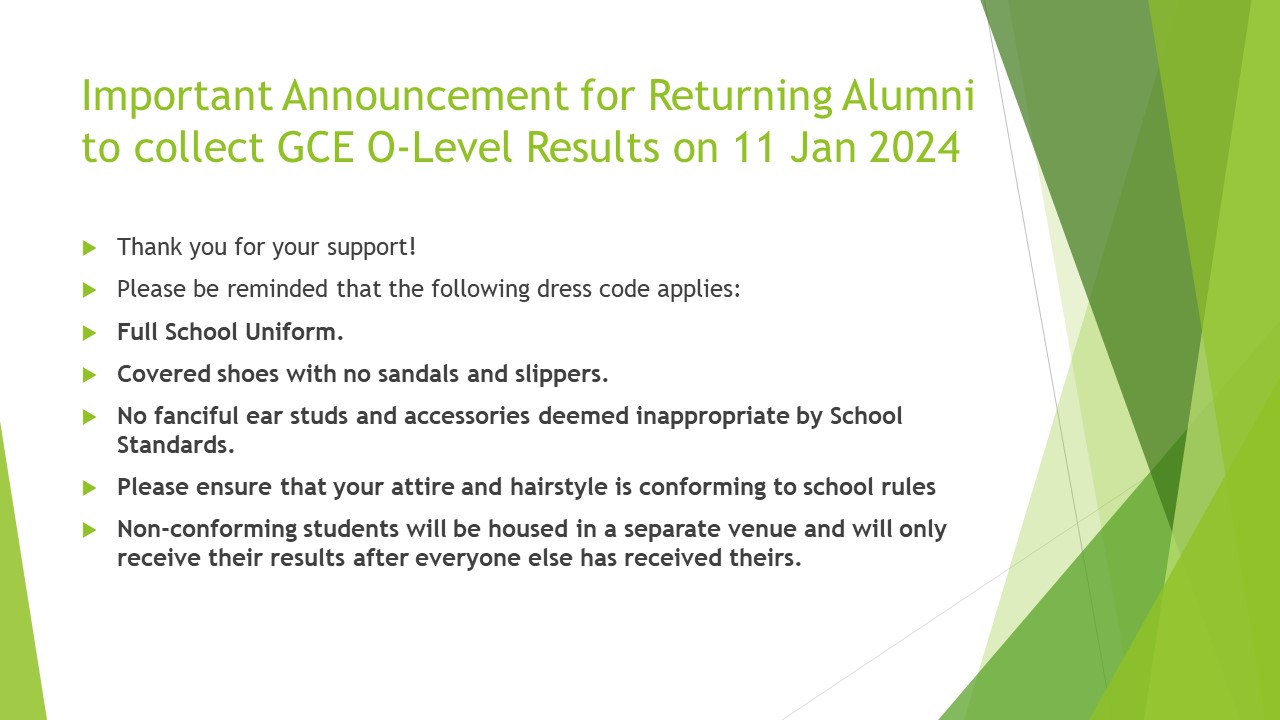 Important Announcement for Returning Alumni
to collect GCE O-Level Results on 11 Jan 2024
Thank you for your support!
Please be reminded that the following dress code applies:
Full School Uniform.
Covered shoes with no sandals and slippers.
No fanciful ear studs and accessories deemed inappropriate by School
Standards.
Please ensure that your attire and hairstyle is conforming to school rules
Non-conforming students will be housed in a separate venue and will only
receive their results after everyone else has received theirs.